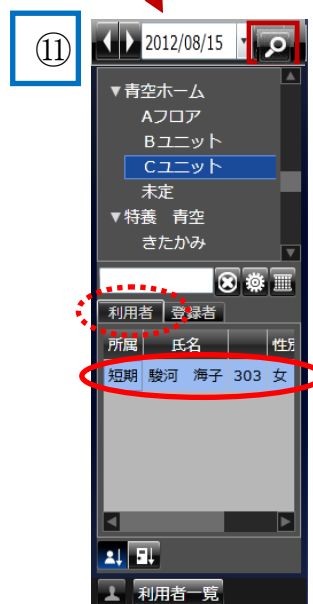 ⑪
2012/08/15
▼青空ホーム
Aフロア
Bユニット
Cユニット
未定
▼特養 青空
きたかみ
利用者 登録者
所属 氏名 性別
短期 駿河 海子 303 女
利用者一覧